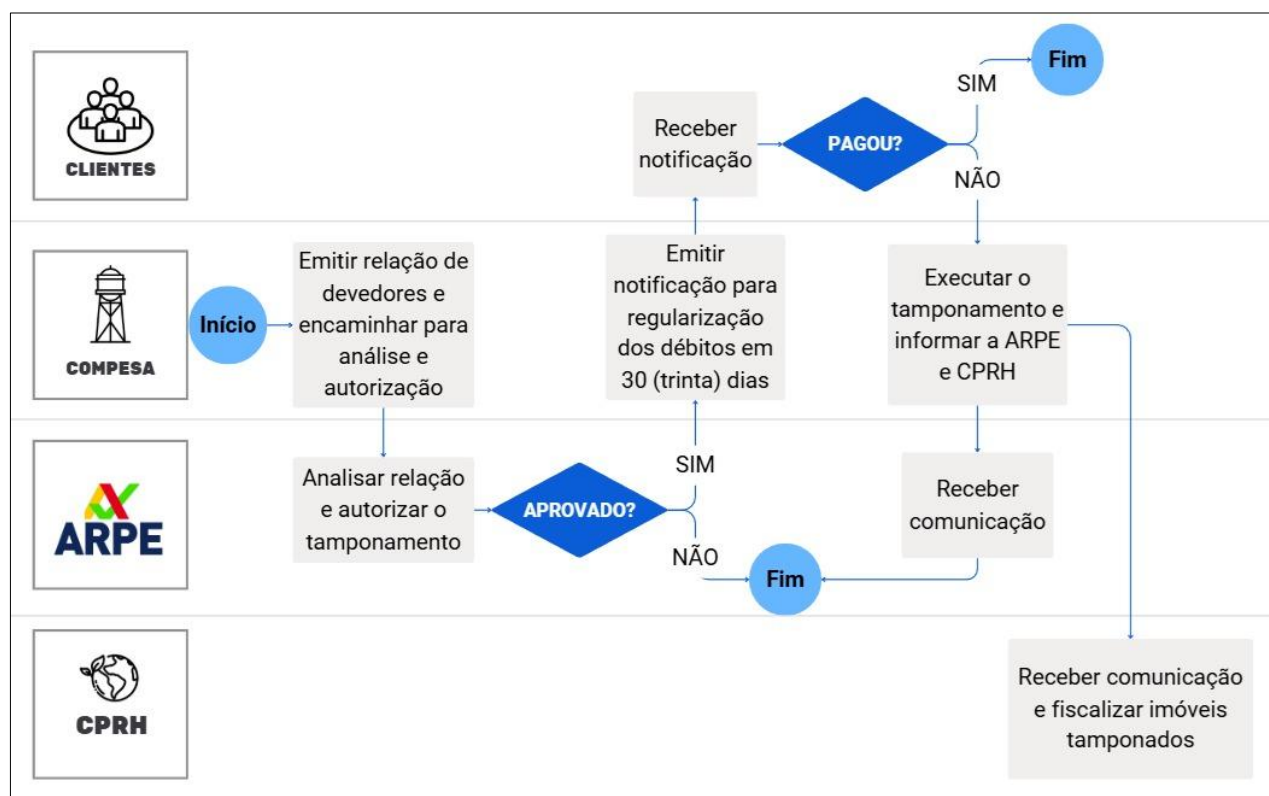 CLIENTES
Receber
notificação
PAGOU?
SIM
Fim
NÃO
COMPESA
Início
Emitir relação de
devedores e
encaminhar para
análise e
autorização
Emitir
notificação para
regularização
dos débitos em
30 (trinta) dias
Executar o
tamponamento e
informar a ARPE
e CPRH
ARPE
Analisar relação
e autorizar o
tamponamento
APROVADO?
SIM
NÃO
Fim
Receber
comunicação
CPRH
Receber comunicação
e fiscalizar imóveis
tamponados